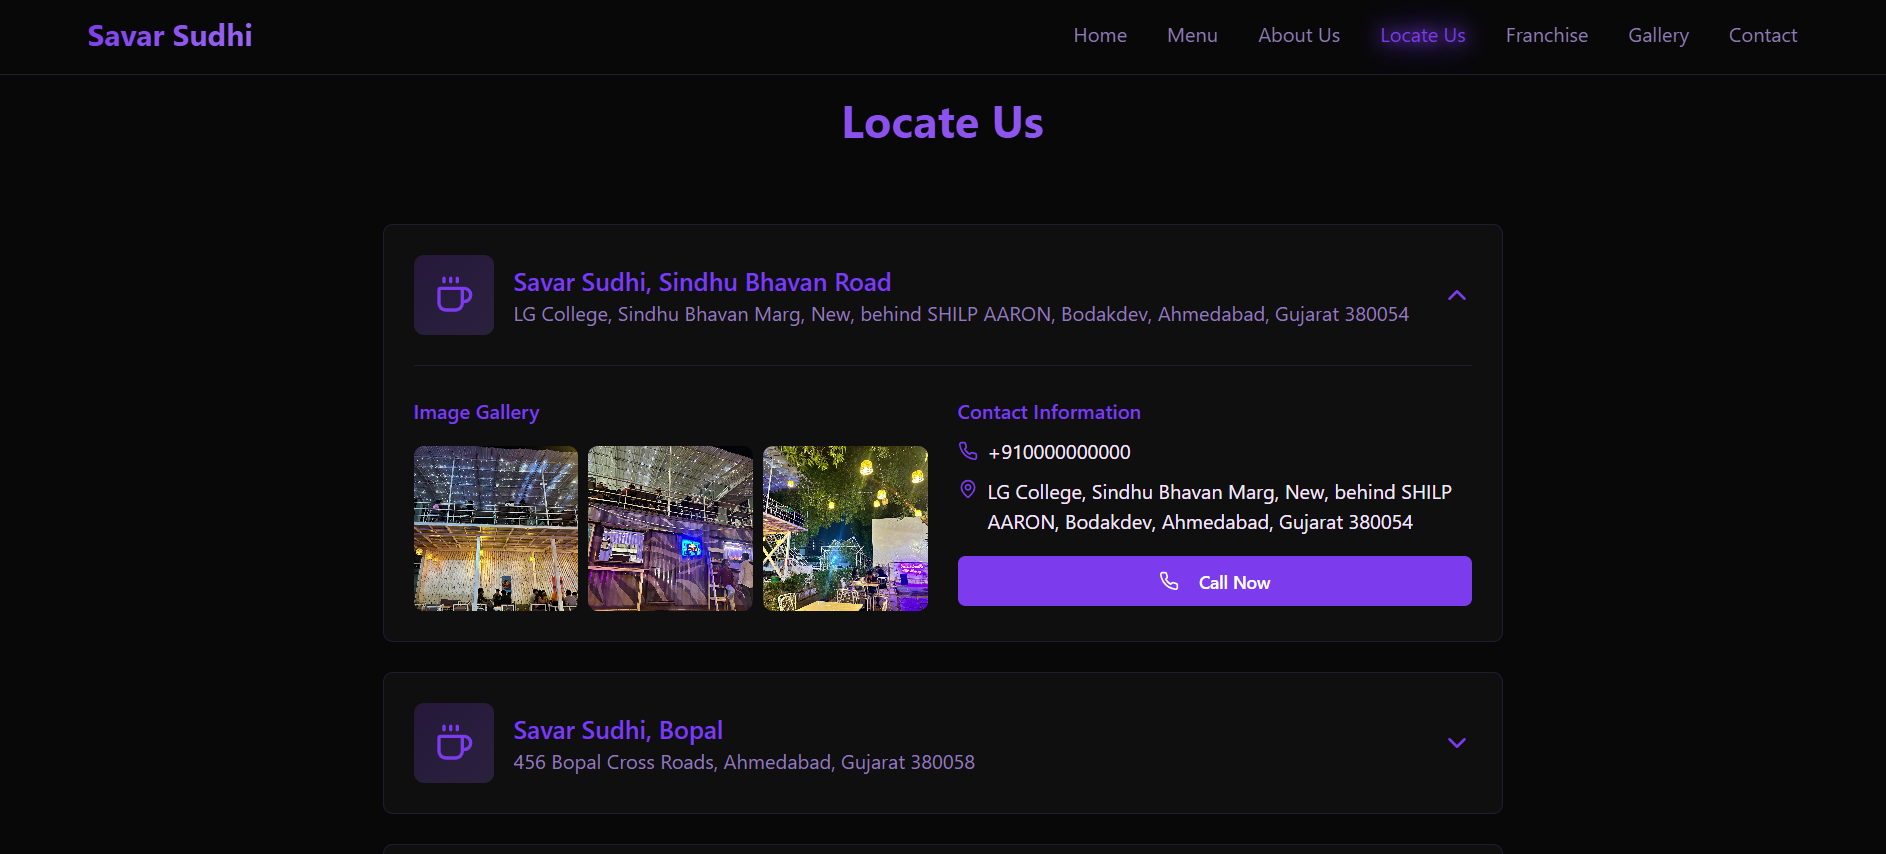 Savar Sudhi
Home Menu About Us Locate Us Franchise Gallery Contact
Locate Us
Savar Sudhi, Sindhu Bhavan Road
LG College, Sindhu Bhavan Marg, New, behind SHILP AARON, Bodakdev, Ahmedabad, Gujarat 380054
Image Gallery
Contact Information
+910000000000
LG College, Sindhu Bhavan Marg, New, behind SHILP
AARON, Bodakdev, Ahmedabad, Gujarat 380054
Call Now
Savar Sudhi, Bopal
456 Bopal Cross Roads, Ahmedabad, Gujarat 380058